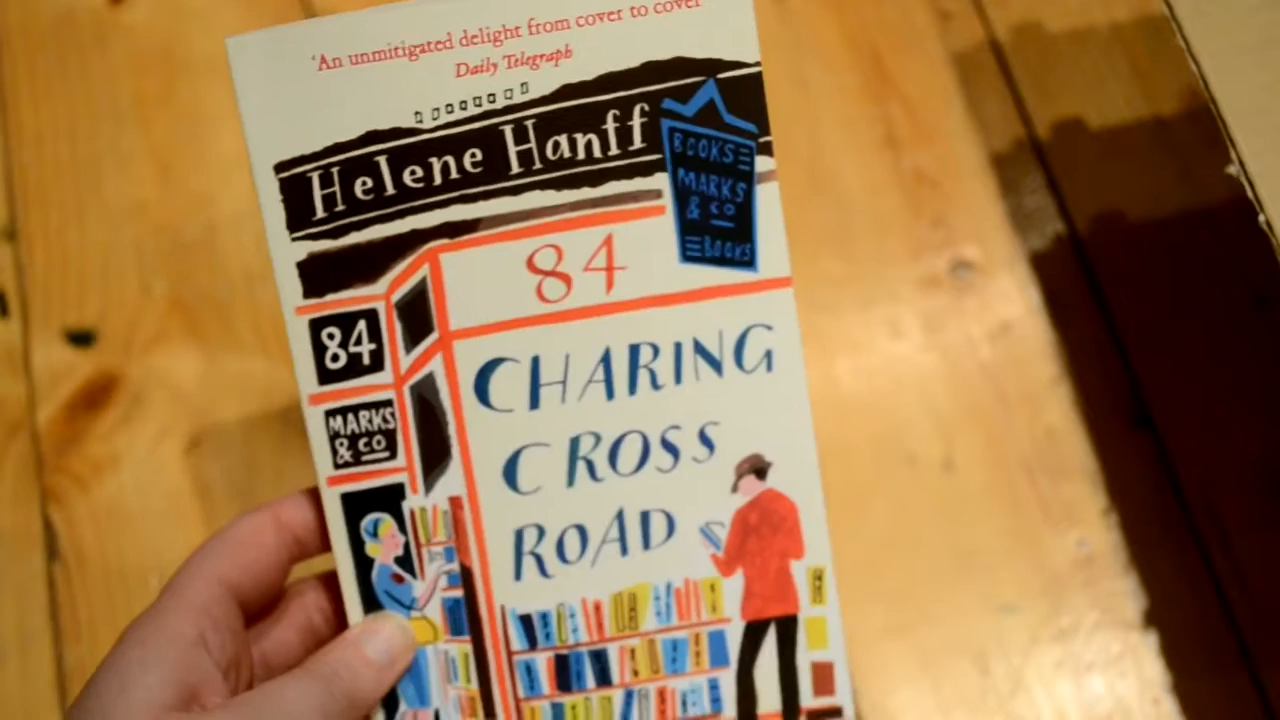 'An unmitigated delight from cover to cover
Daily Telegraph
Helene Hanff
BOOKS
MARKS
& CO
BOOKS
84
84
MARKS
& CO
CHARING
CROSS
ROAD